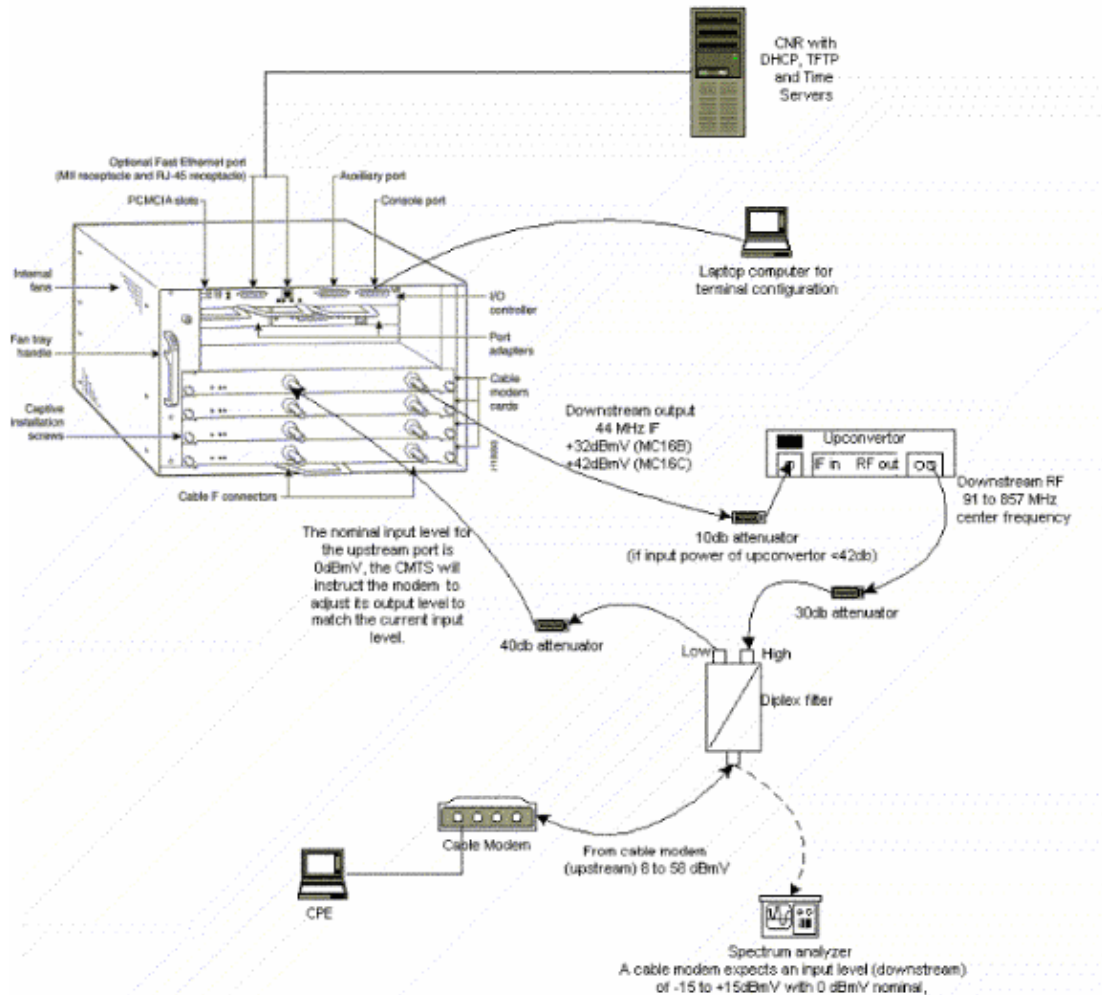 CNR with
DHCP, TFTP
and Time
Servers
Optional Fast Ethernet port
(MII receptacle and RJ-45 receptacle)
Auxiliary port
PCMCIA slots
Console port
Internal
fans
I/O
controller
Laptop computer for
terminal configuration
Fan tray
handle
Port
adapters
Cable
modem
cards
Captive
installation
screws
Cable F connectors
Downstream output
44 MHz IF
+32dBmV (MC16B)
+42dBmV (MC16C)
Upconvertor
IF in RF out
Downstream RF
91 to 857 MHz
center frequency
10db attenuator
(if input power of upconvertor <42db)
The nominal input level for
the upstream port is
0dBmV, the CMTS will
instruct the modem to
adjust its output level to
match the current input
level.
30db attenuator
40db attenuator
Low
High
Diplex filter
Cable Modem
From cable modem
(upstream) 8 to 58 dBmV
CPE
Spectrum analyzer
A cable modem expects an input level (downstream)
of -15 to +15dBmV with 0 dBmV nominal,